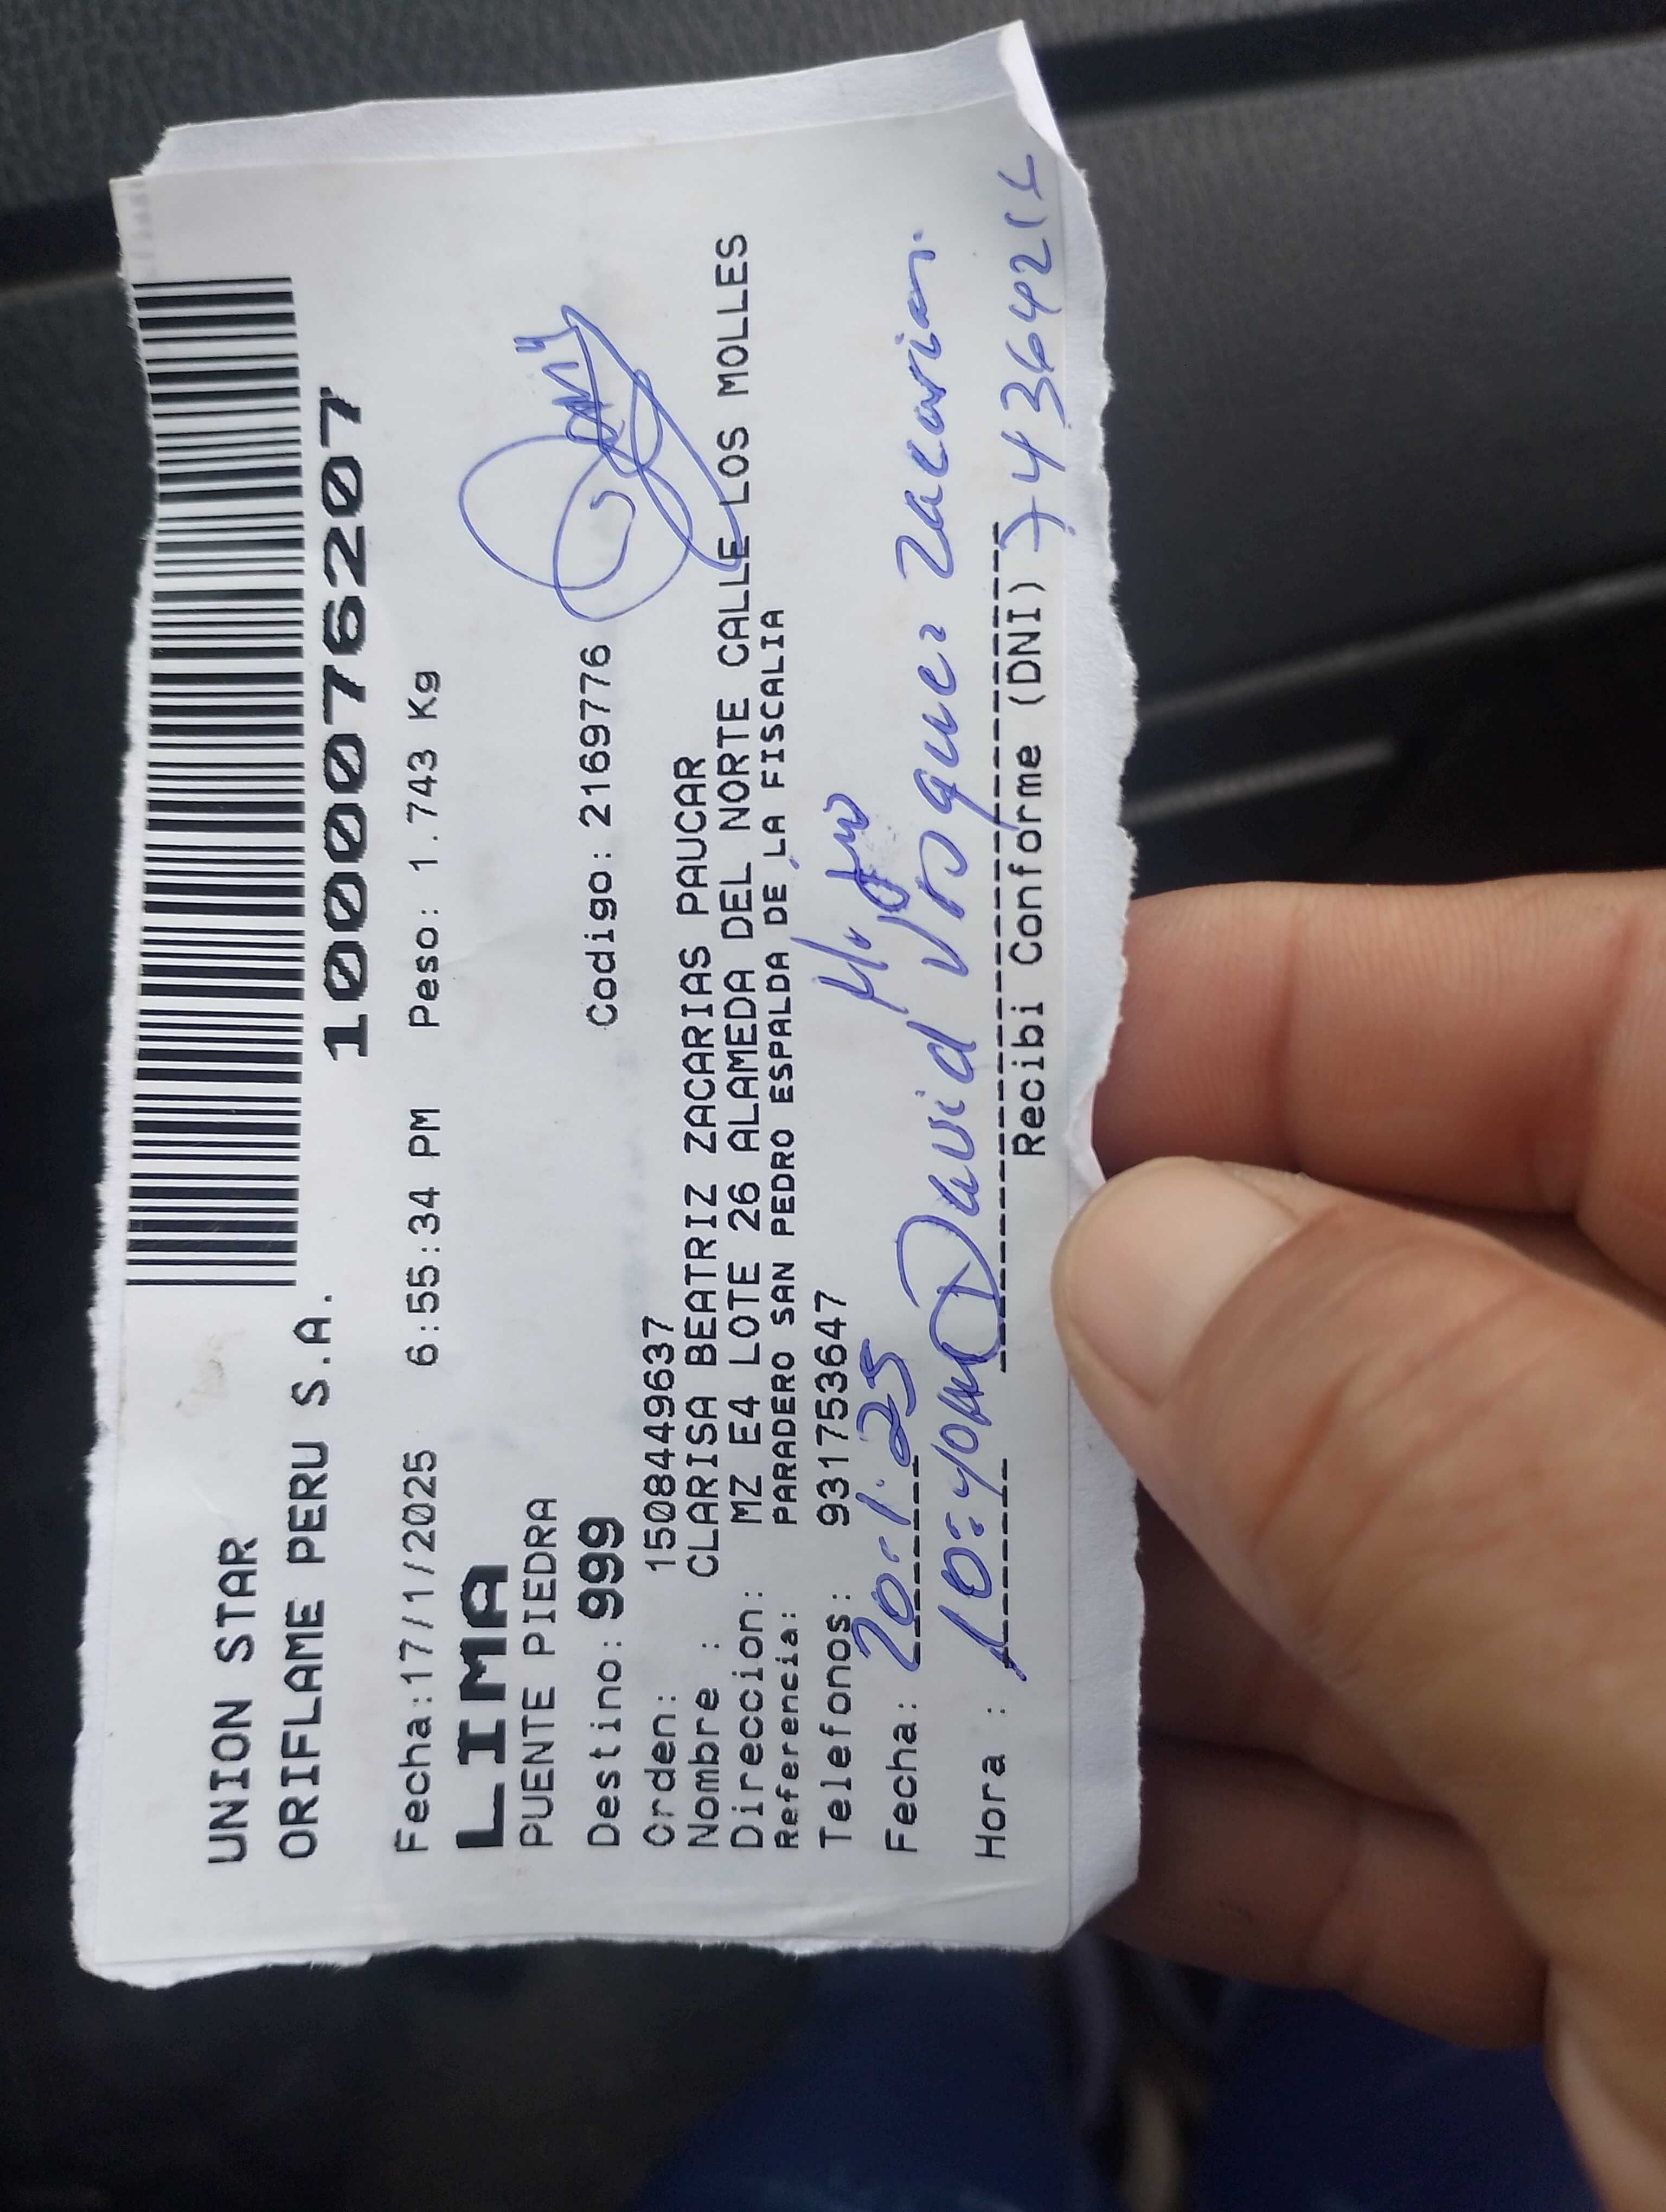 UNION STAR
ORIFLAME PERU S.A.
1000076207
Fecha:17/1/2025 6:55:34 PM Peso: 1.743 Kg
LIMA
PUENTE PIEDRA
Destino: 999 Codigo: 2169776
Orden: 1508449637
Nombre : CLARISA BEATRIZ ZACARIAS PAUCAR
Direccion: MZ E4 LOTE 26 ALAMEDA DEL NORTE CALLE LOS MOLLES
Referencia: PARADERO SAN PEDRO ESPALDA DE LA FISCALIA
Telefonos: 931753647
Fecha: 20.1.25
Hora : 10:40AM David Vasquez Zacarias
Recibi Conforme (DNI)